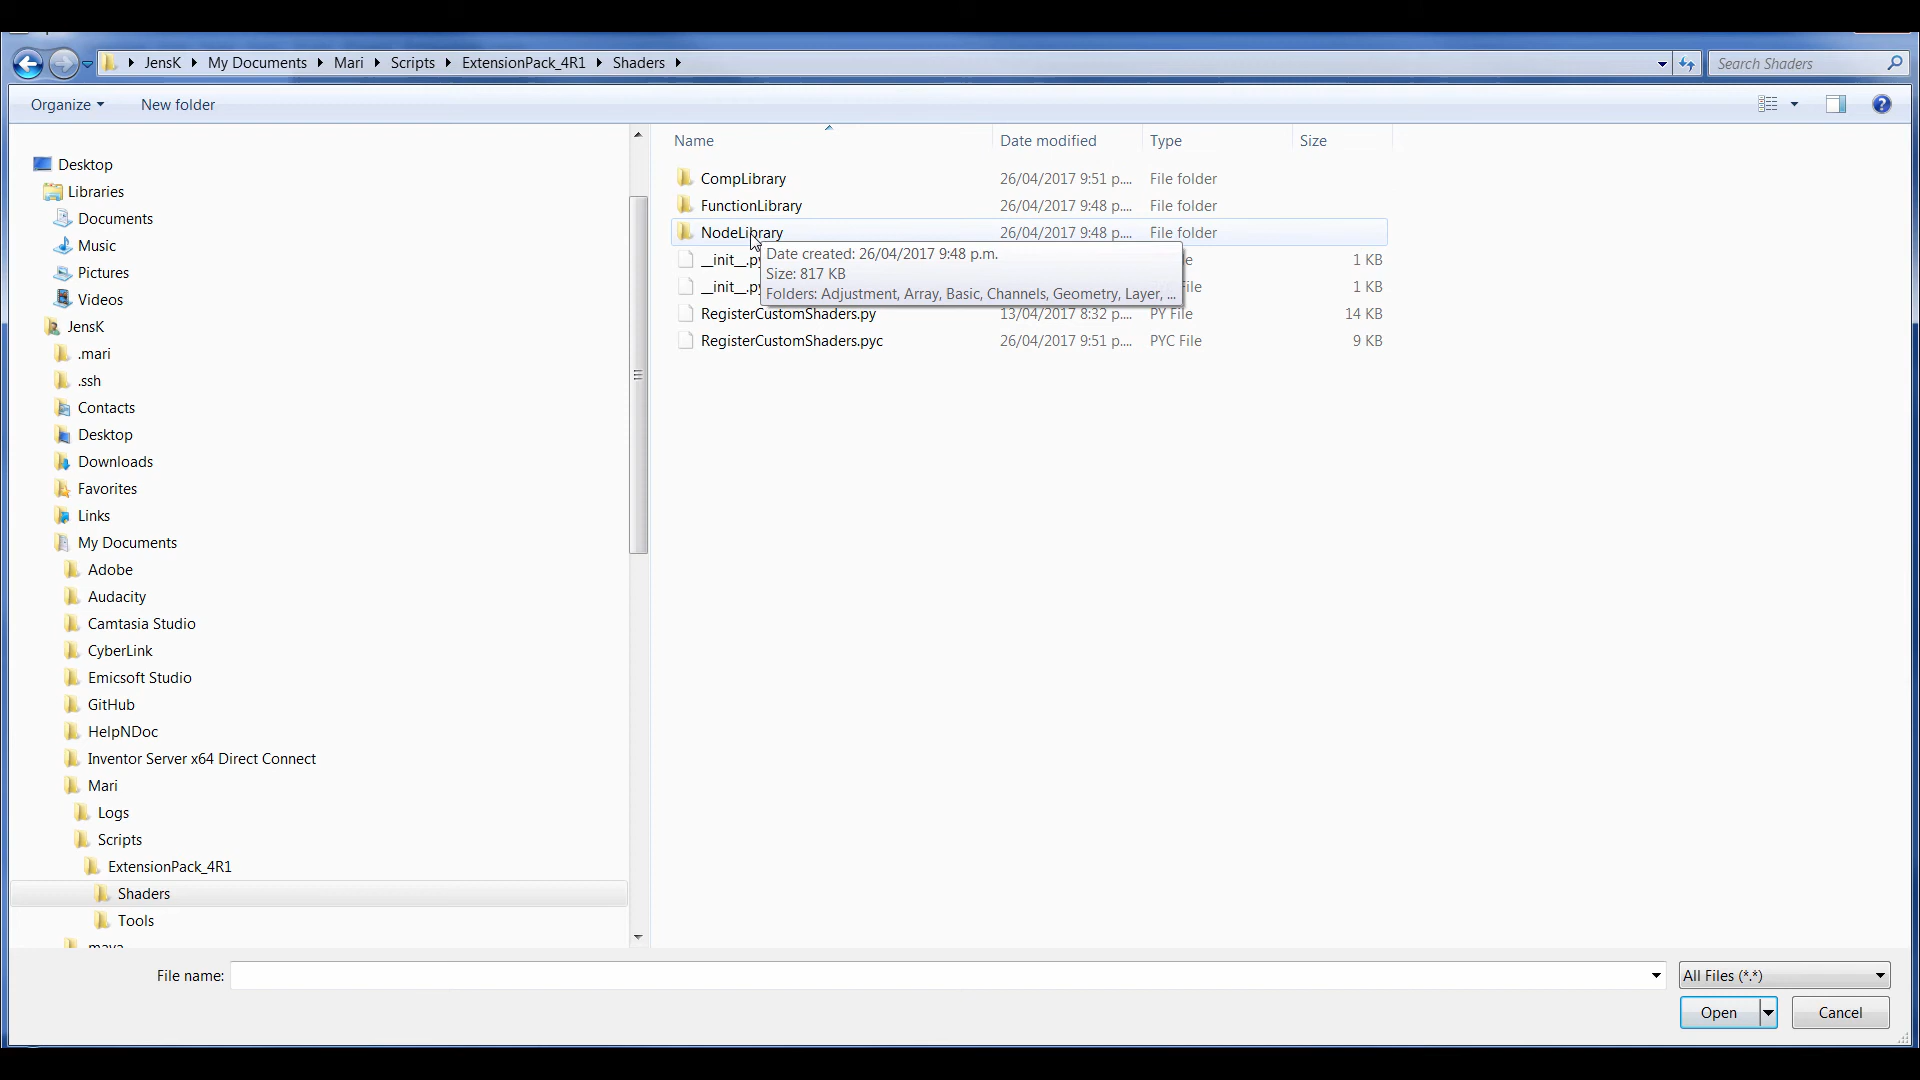 JensK My Documents Mari Scripts ExtensionPack_4R1 Shaders
Search Shaders
Organize New folder
Name Date modified Type Size
Desktop
Libraries
Documents
Music
Pictures
Videos
JensK
.mari
.ssh
Contacts
Desktop
Downloads
Favorites
Links
My Documents
Adobe
Audacity
Camtasia Studio
CyberLink
Emicsoft Studio
GitHub
HelpNDoc
Inventor Server x64 Direct Connect
Mari
Logs
Scripts
ExtensionPack_4R1
Shaders
Tools
maya
CompLibrary 26/04/2017 9:51 p.... File folder
FunctionLibrary 26/04/2017 9:48 p.... File folder
NodeLibrary 26/04/2017 9:48 p.... File folder
__init__.py 1 KB
__init__.py File 1 KB
Date created: 26/04/2017 9:48 p.m.
Size: 817 KB
Folders: Adjustment, Array, Basic, Channels, Geometry, Layer, ...
RegisterCustomShaders.py 13/04/2017 8:32 p.... PY File 14 KB
RegisterCustomShaders.pyc 26/04/2017 9:51 p.... PYC File 9 KB
File name:
All Files (*.*)
Open Cancel